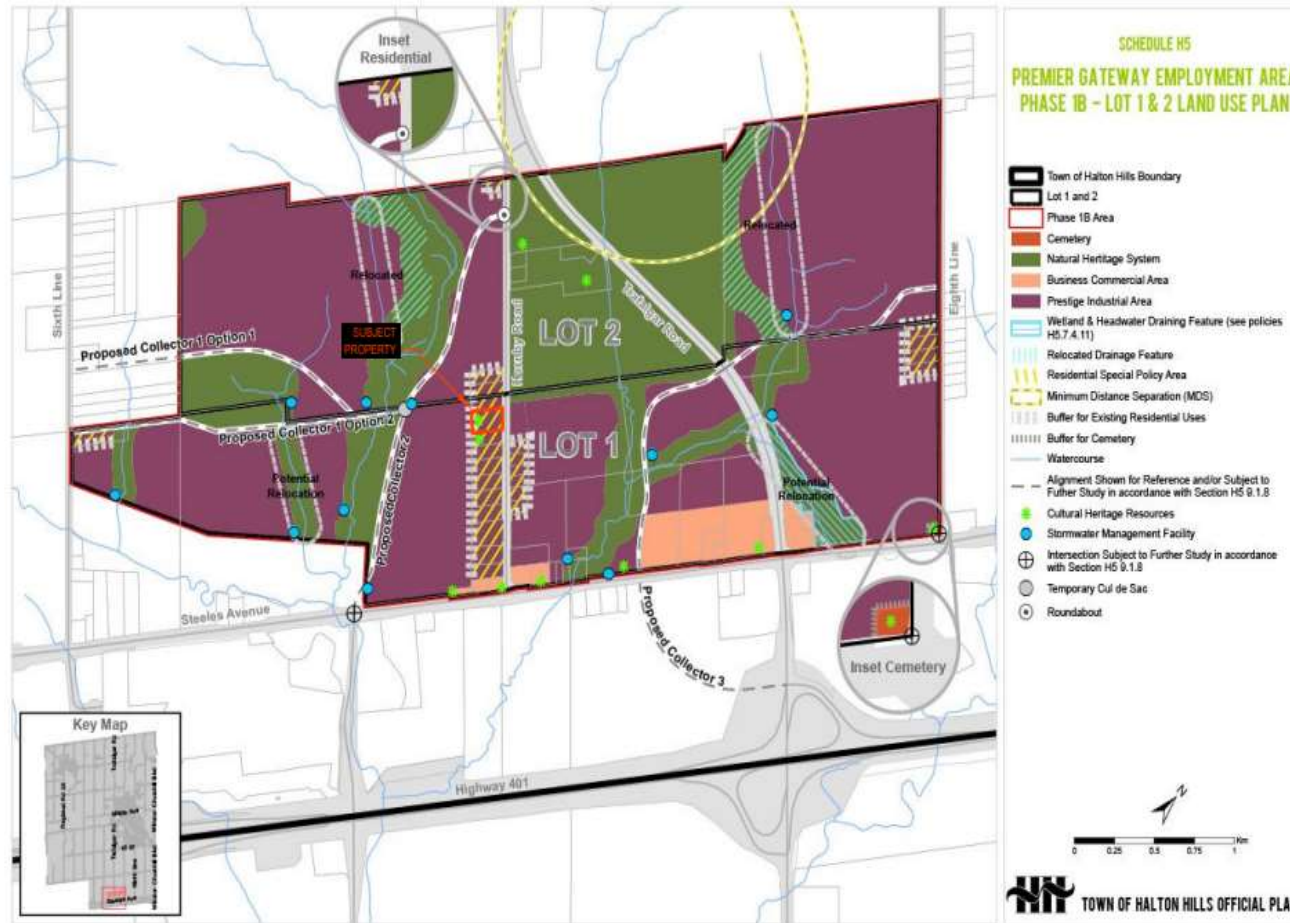 Inset
Residential
Relocated
Relocated
Sixth Line
Eighth Line
Hornby Road
Trafalgar Road
LOT 2
Proposed Collector 1 Option 1
SUBJECT
PROPERTY
Proposed Collector 1 Option 2
Proposed Collector 2
LOT 1
Potential
Relocation
Potential
Relocation
Steeles Avenue
Proposed Collector 3
Inset Cemetery
Highway 401
Key Map
SCHEDULE H5
PREMIER GATEWAY EMPLOYMENT AREA
PHASE 1B - LOT 1 & 2 LAND USE PLAN
Town of Halton Hills Boundary
Lot 1 and 2
Phase 1B Area
Cemetery
Natural Hertitage System
Business Commercial Area
Prestige Industrial Area
Wetland & Headwater Draining Feature (see policies
H5.7.4.11)
Relocated Drainage Feature
Residential Special Policy Area
Minimum Distance Separation (MDS)
Buffer for Existing Residential Uses
Buffer for Cemetery
Watercourse
Alignment Shown for Reference and/or Subject to
Futher Study in accordance with Section H5 9.1.8
Cultural Heritage Resources
Stormwater Management Facility
Intersection Subject to Further Study in accordance
with Section H5 9.1.8
Temporary Cul de Sac
Roundabout
N
Km
0 0.25 0.5 0.75 1
TOWN OF HALTON HILLS OFFICIAL PLA